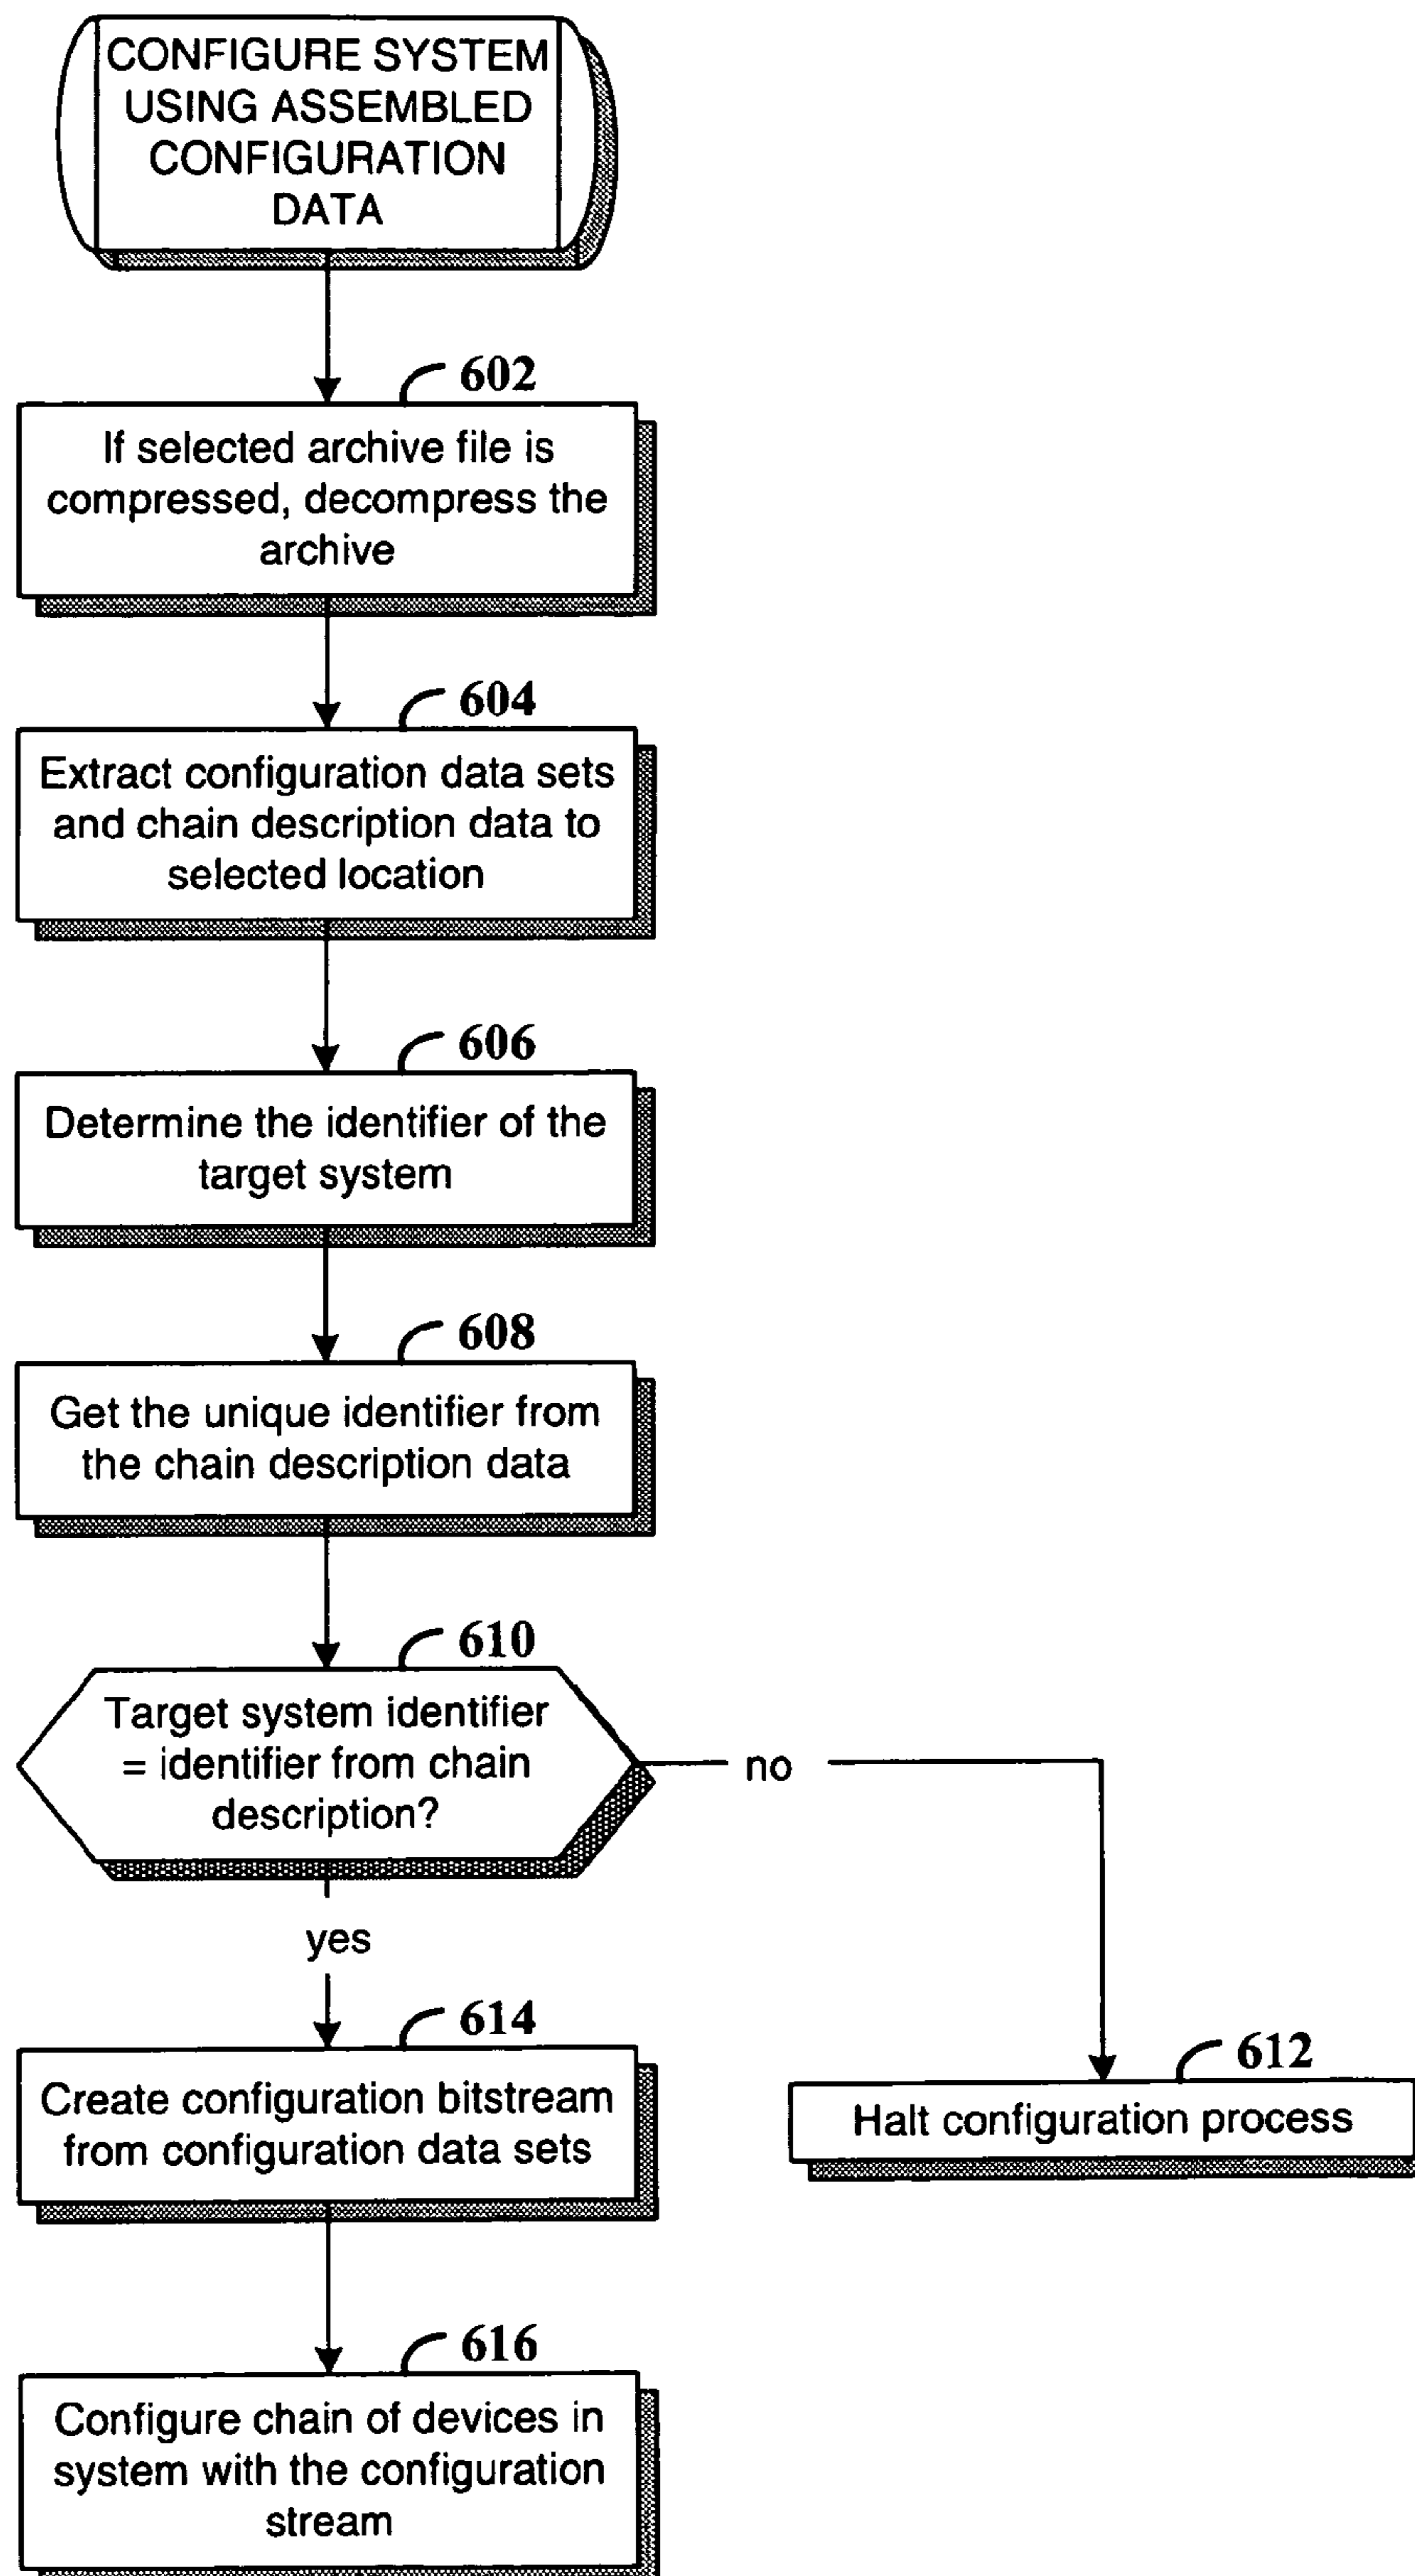 CONFIGURE SYSTEM
USING ASSEMBLED
CONFIGURATION
DATA
602
If selected archive file is
compressed, decompress the
archive
604
Extract configuration data sets
and chain description data to
selected location
606
Determine the identifier of the
target system
608
Get the unique identifier from
the chain description data
610
Target system identifier
= identifier from chain
description?
no
yes
614
Create configuration bitstream
from configuration data sets
612
Halt configuration process
616
Configure chain of devices in
system with the configuration
stream